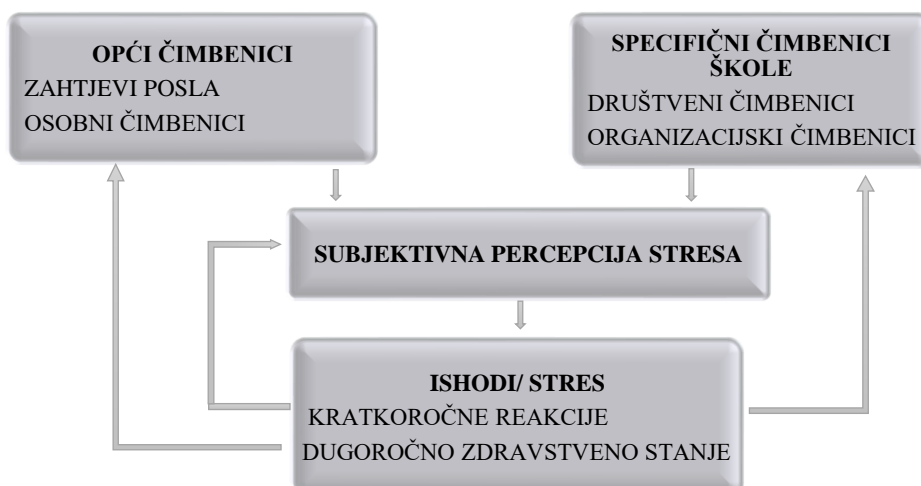 OPĆI ČIMBENICI
ZAHTJEVI POSLA
OSOBNI ČIMBENICI
SPECIFIČNI ČIMBENICI
ŠKOLE
DRUŠTVENI ČIMBENICI
ORGANIZACIJSKI ČIMBENICI
SUBJEKTIVNA PERCEPCIJA STRESA
ISHODI/ STRES
KRATKOROČNE REAKCIJE
DUGOROČNO ZDRAVSTVENO STANJE